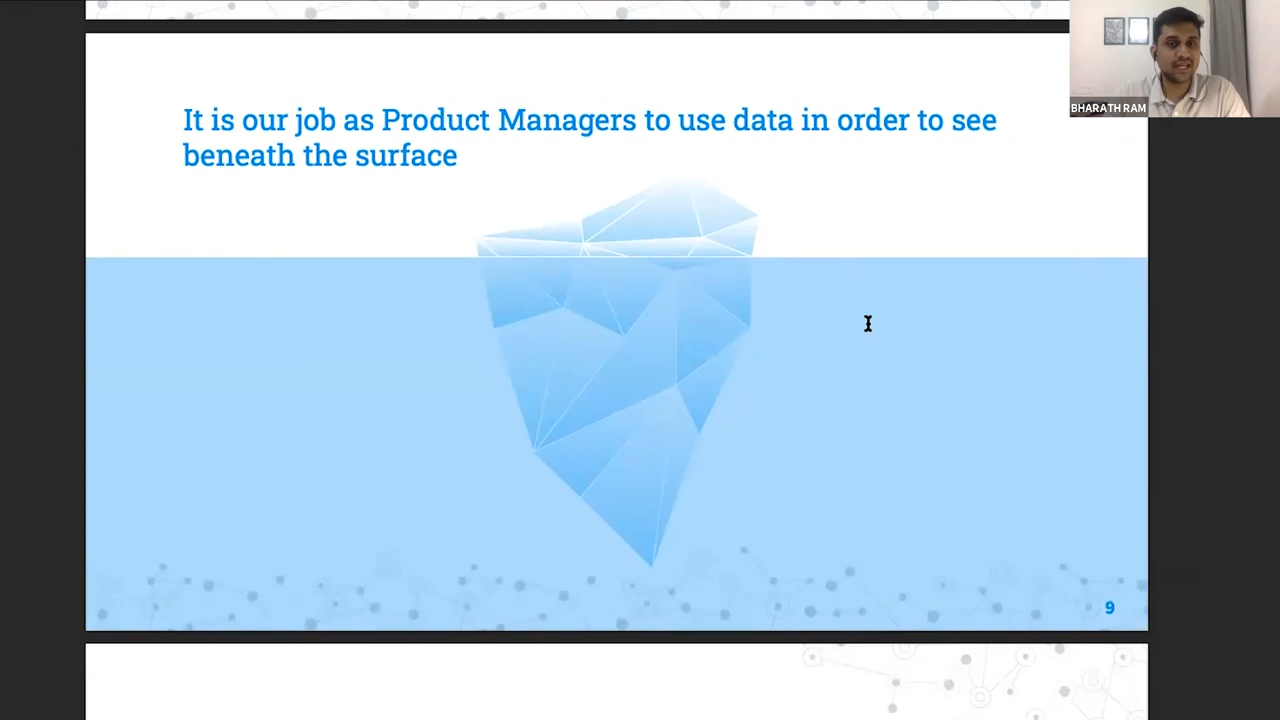 It is our job as Product Managers to use data in order to see
beneath the surface
BHARATH RAM
9